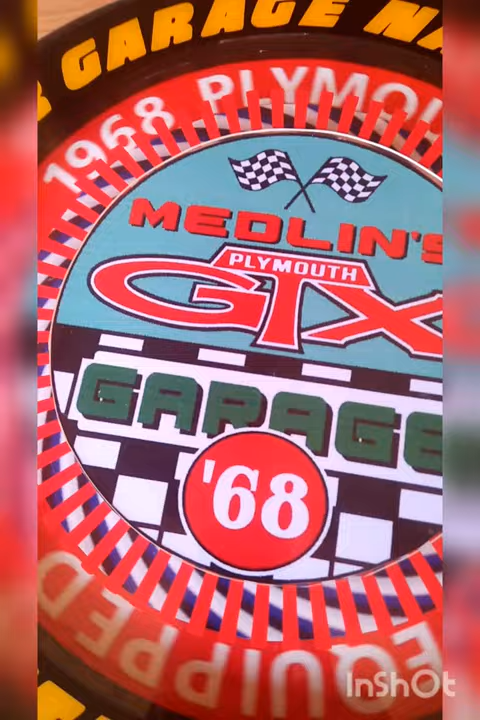 GARAGE
1968 PLYMO
MEDLIN'S
PLYMOUTH
GTX
GARAGE
'68
EQUIPPED
InShOt